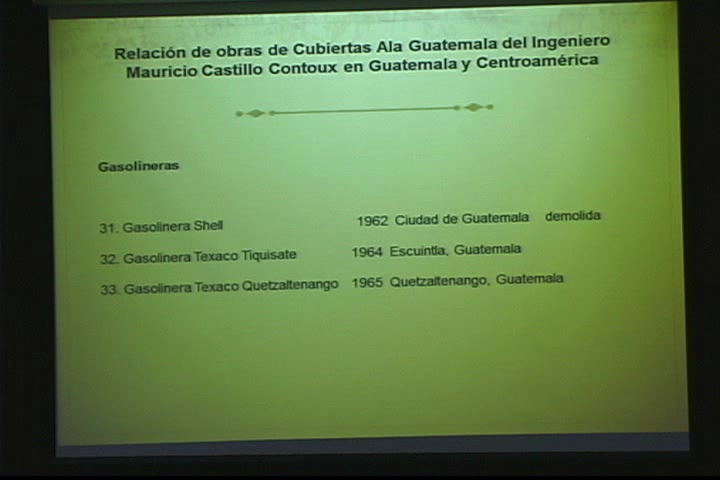 Relación de obras de Cubiertas Ala Guatemala del Ingeniero
Mauricio Castillo Contoux en Guatemala y Centroamérica
Gasolineras
31. Gasolinera Shell 1962 Ciudad de Guatemala demolida
32. Gasolinera Texaco Tiquisate 1964 Escuintla, Guatemala
33. Gasolinera Texaco Quetzaltenango 1965 Quetzaltenango, Guatemala